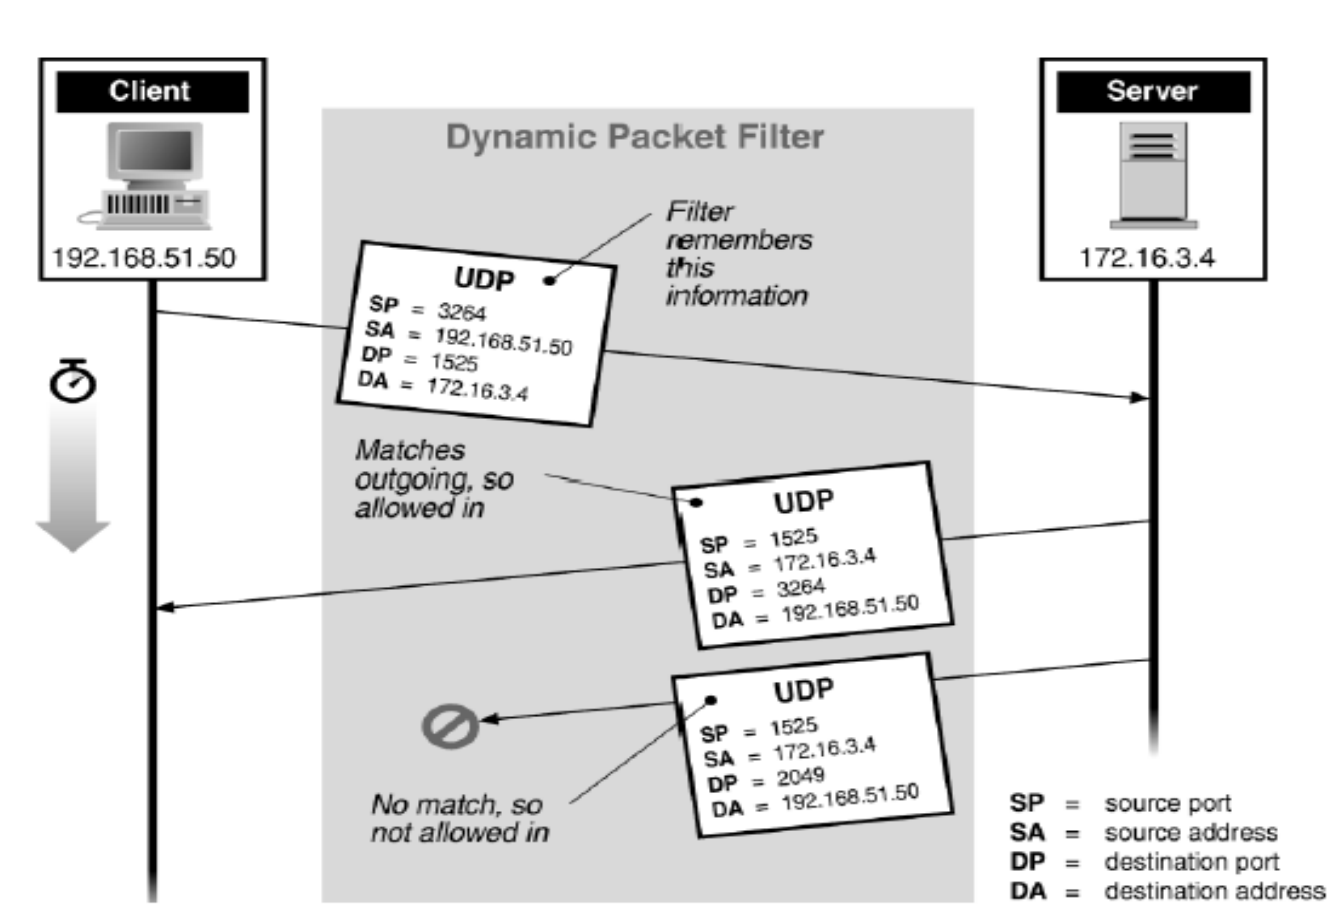 Client
192.168.51.50
Server
172.16.3.4
Dynamic Packet Filter
Filter
remembers
this
information
UDP
SP = 3264
SA = 192.168.51.50
DP = 1525
DA = 172.16.3.4
Matches
outgoing, so
allowed in
UDP
SP = 1525
SA = 172.16.3.4
DP = 3264
DA = 192.168.51.50
UDP
SP = 1525
SA = 172.16.3.4
DP = 2049
DA = 192.168.51.50
No match, so
not allowed in
SP = source port
SA = source address
DP = destination port
DA = destination address